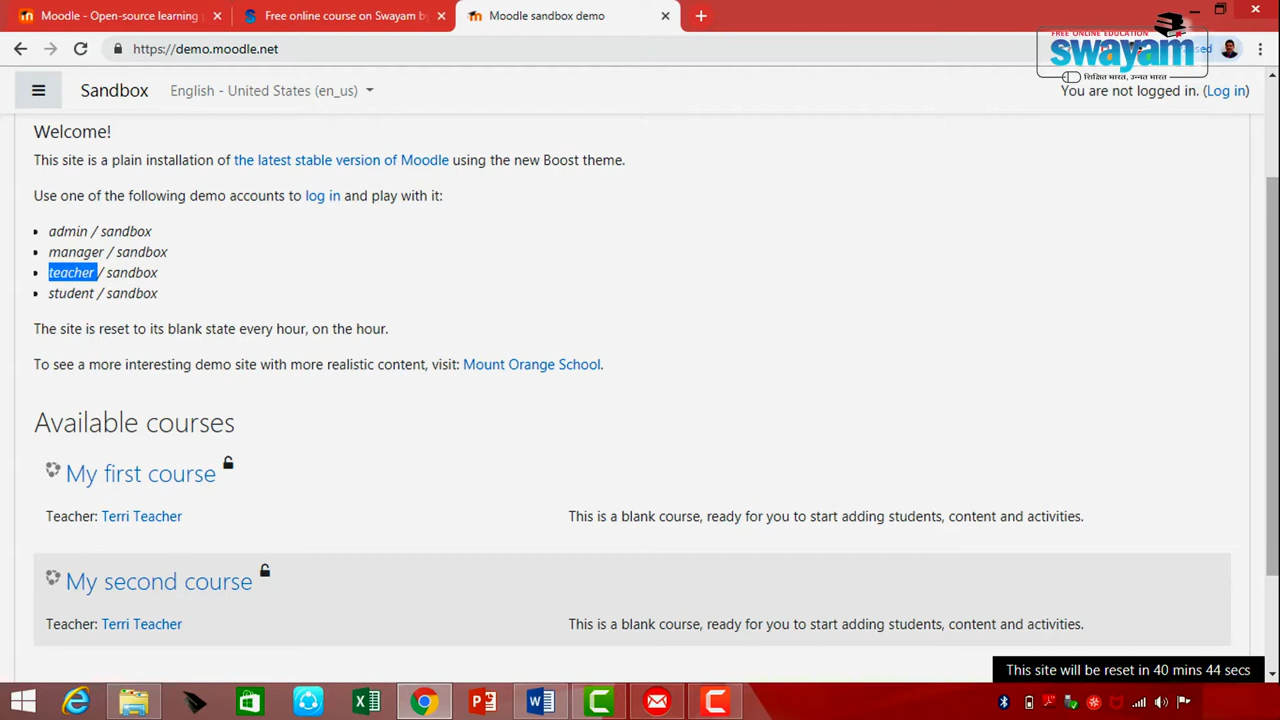 Moodle - Open-source learning p
Free online course on Swayam by
Moodle sandbox demo
https://demo.moodle.net
FREE ONLINE EDUCATION
swayam
शिक्षित भारत, उन्नत भारत
Sandbox
English - United States (en_us)
You are not logged in. (Log in)
Welcome!
This site is a plain installation of the latest stable version of Moodle using the new Boost theme.
Use one of the following demo accounts to log in and play with it:
admin / sandbox
manager / sandbox
teacher / sandbox
student / sandbox
The site is reset to its blank state every hour, on the hour.
To see a more interesting demo site with more realistic content, visit: Mount Orange School.
Available courses
My first course
Teacher: Terri Teacher
This is a blank course, ready for you to start adding students, content and activities.
My second course
Teacher: Terri Teacher
This is a blank course, ready for you to start adding students, content and activities.
This site will be reset in 40 mins 44 secs